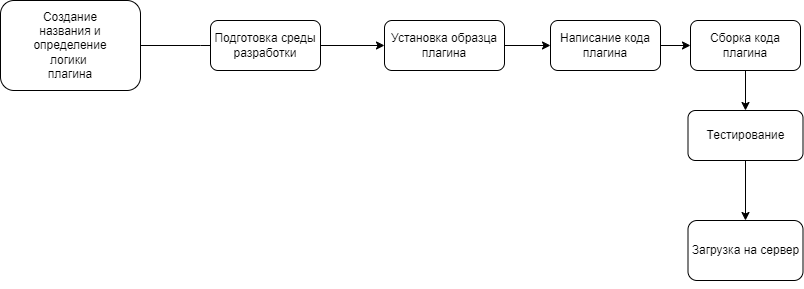 Создание
названия и
определение
логики
плагина
Подготовка среды
разработки
Установка образца
плагина
Написание кода
плагина
Сборка кода
плагина
Тестирование
Загрузка на сервер